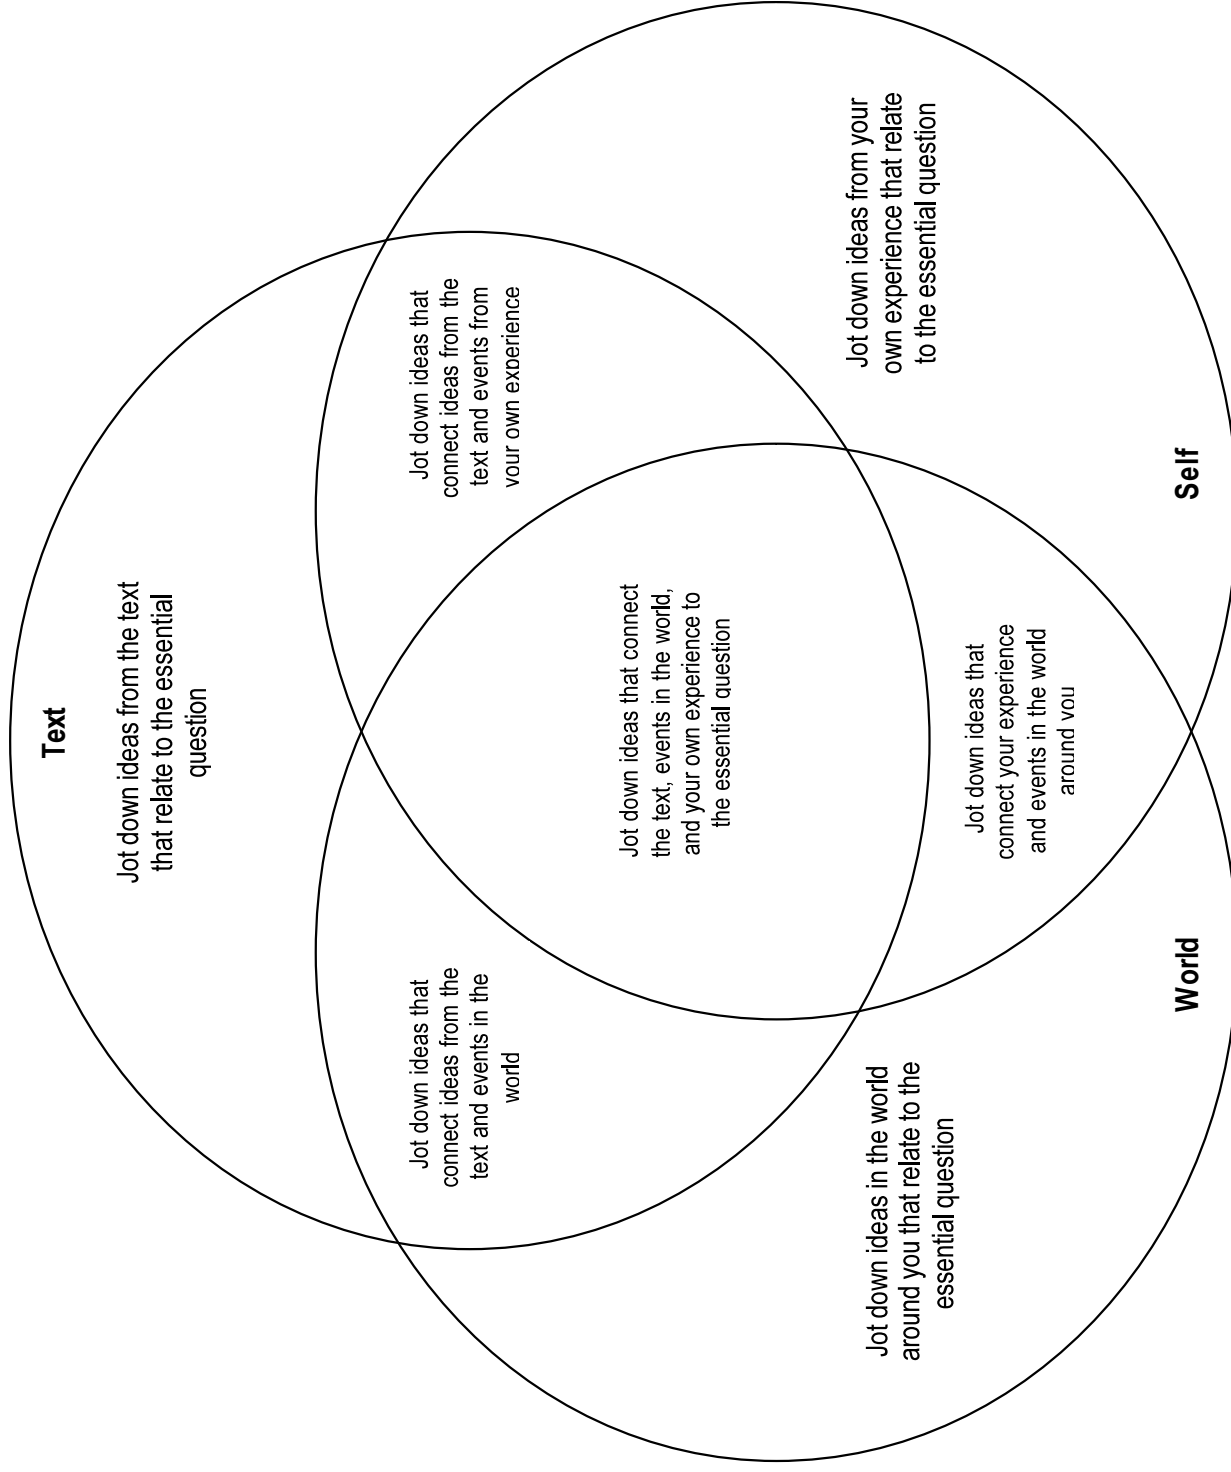 Text
Jot down ideas from the text
that relate to the essential
question
Jot down ideas that
connect ideas from the
text and events in the
world
Jot down ideas that
connect ideas from the
text and events from
your own experience
Jot down ideas that connect
the text, events in the world,
and your own experience to
the essential question
Jot down ideas in the world
around you that relate to the
essential question
Jot down ideas from your
own experience that relate
to the essential question
Jot down ideas that
connect your experience
and events in the world
around you
World
Self